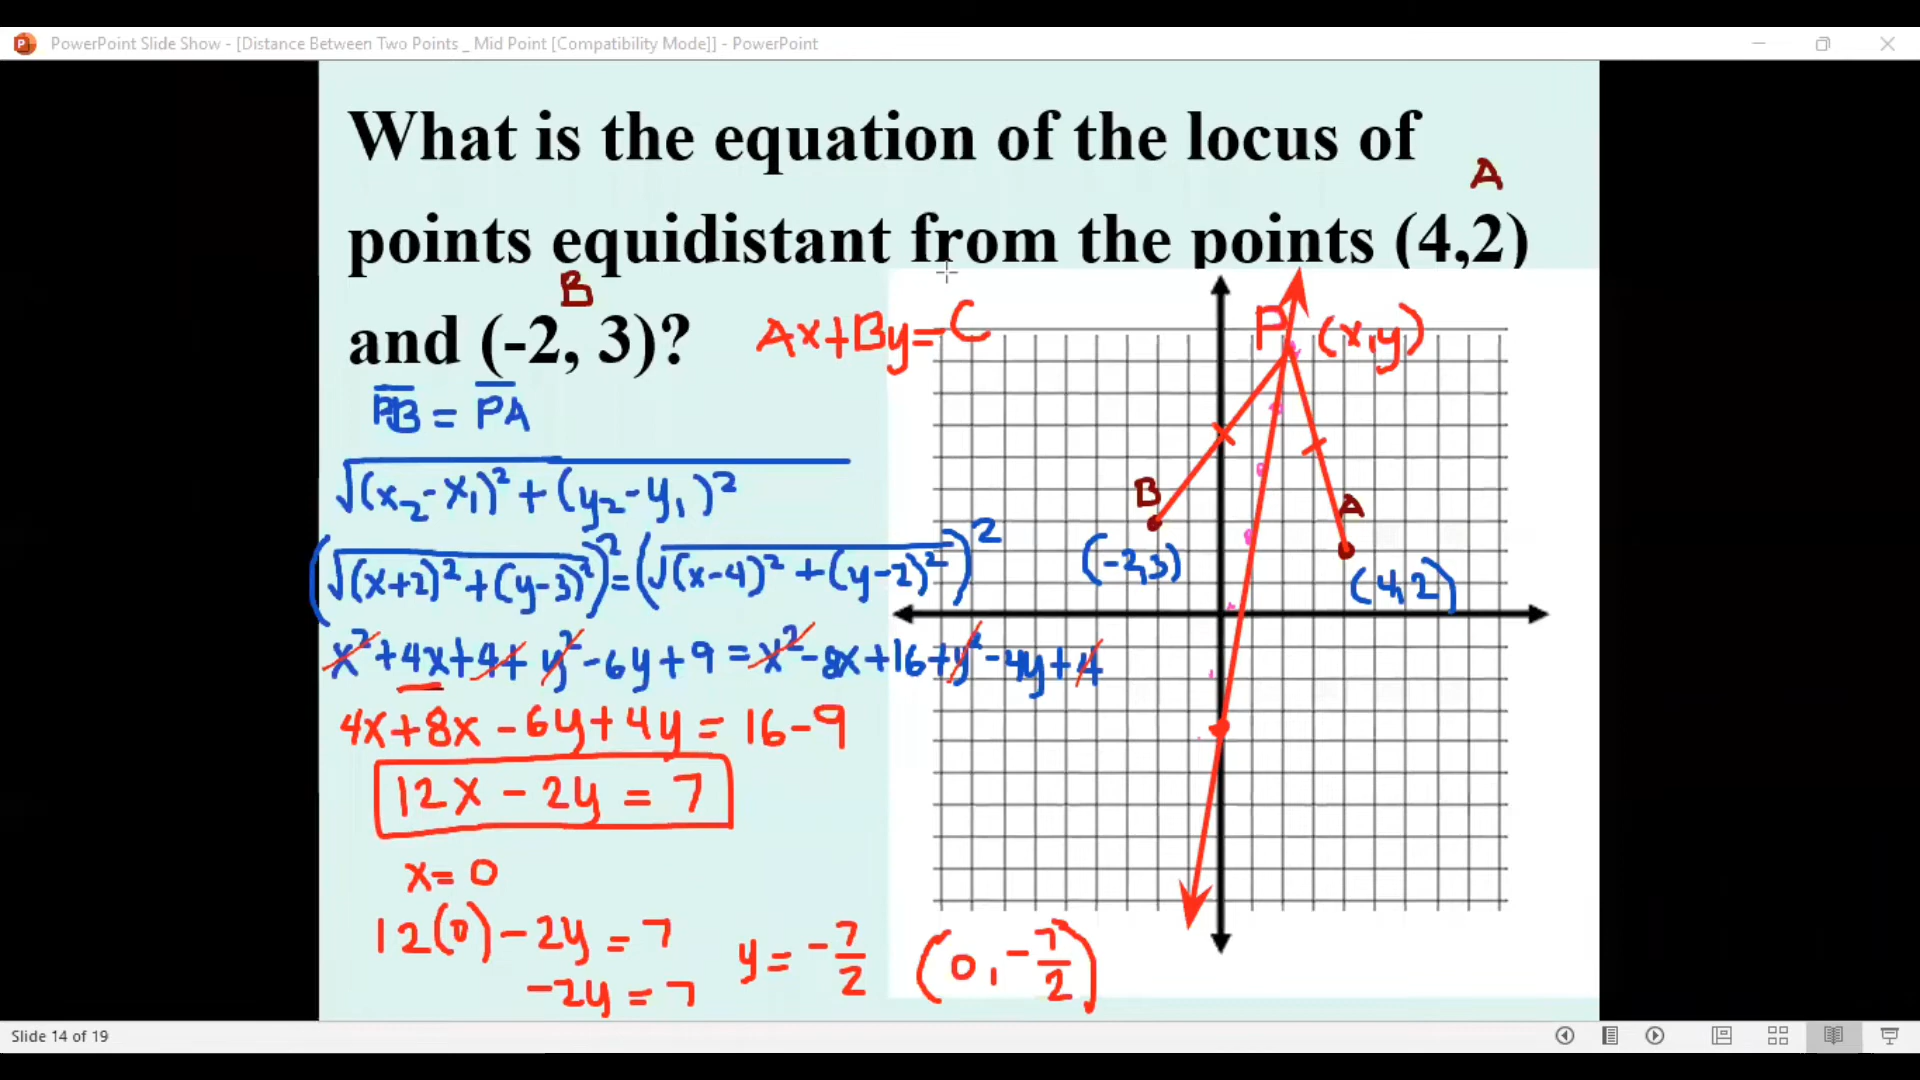 PowerPoint Slide Show - [Distance Between Two Points _ Mid Point [Compatibility Mode]] - PowerPoint
What is the equation of the locus of
A
points equidistant from the points (4,2)
B
and (-2, 3)?
Ax+By=C
P (x,y)
PB = PA
√(x₂-x₁)²+(y₂-y₁)²
(√(x+2)²+(y-3)²)²=(√(x-4)²+(y-2)²)²
B
A
(-2,3)
(4,2)
x²+4x+4+y²-6y+9=x²-8x+16+y²-4y+4
4x+8x-6y+4y=16-9
12x-2y=7
x=0
12(0)-2y=7
-2y=7
y=-7/2
(0,-7/2)
Slide 14 of 19